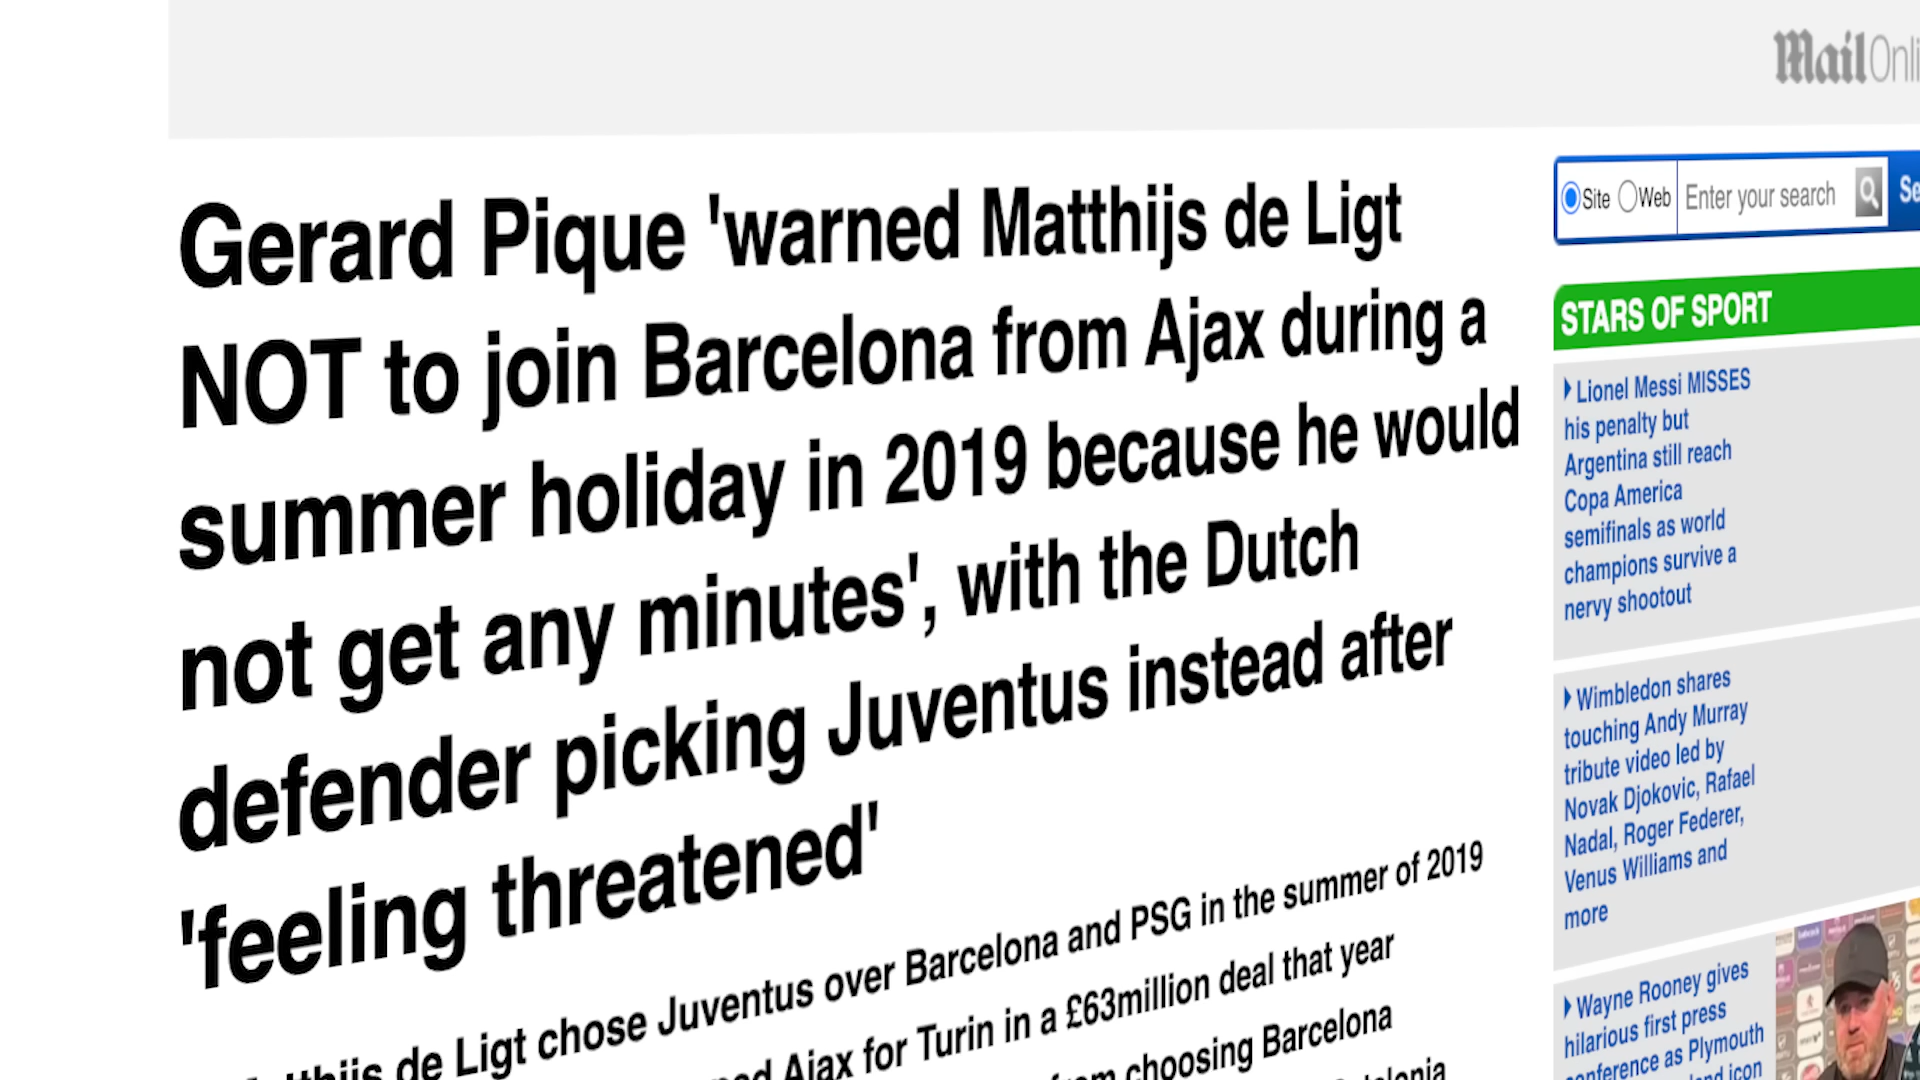 Mail Onli
Gerard Pique 'warned Matthijs de Ligt
NOT to join Barcelona from Ajax during a
summer holiday in 2019 because he would
not get any minutes', with the Dutch
defender picking Juventus instead after
'feeling threatened'
de Ligt chose Juventus over Barcelona and PSG in the summer of 2019
Ajax for Turin in a £63million deal that year
choosing Barcelona
Site Web Enter your search
STARS OF SPORT
Lionel Messi MISSES
his penalty but
Argentina still reach
Copa America
semifinals as world
champions survive a
nervy shootout
Wimbledon shares
touching Andy Murray
tribute video led by
Novak Djokovic, Rafael
Nadal, Roger Federer,
Venus Williams and
more
Wayne Rooney gives
hilarious first press
conference as Plymouth
icon